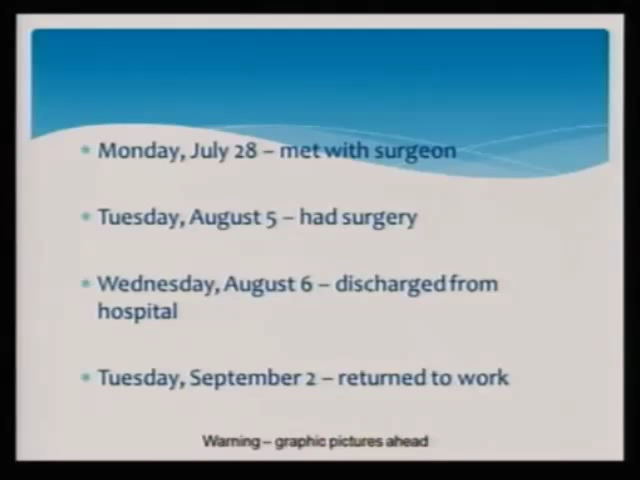 Monday, July 28 – met with surgeon
Tuesday, August 5 – had surgery
Wednesday, August 6 – discharged from
hospital
Tuesday, September 2 – returned to work
Warning – graphic pictures ahead